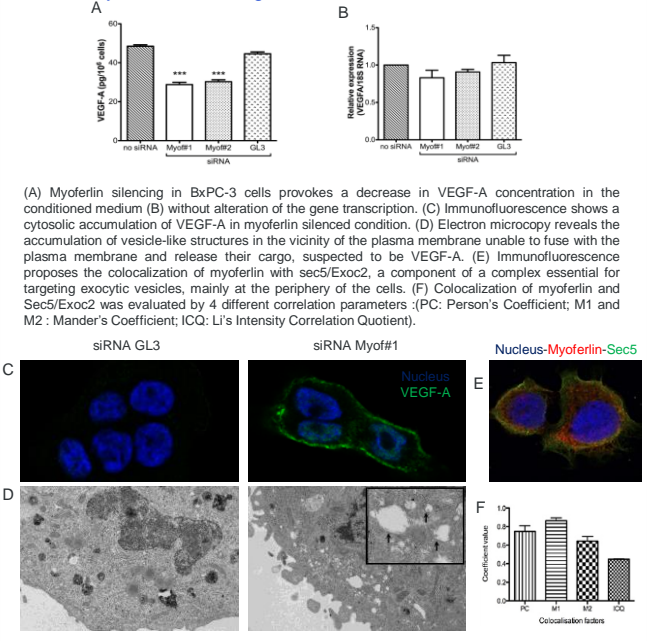 A
60
40
20
0
VEGF-A (pg/10⁶ cells)
***
***
no siRNA Myof#1 Myof#2 GL3
siRNA
B
1.5
1.0
0.5
0.0
Relative expression
(VEGFA/18S RNA)
no siRNA Myof#1 Myof#2 GL3
siRNA
(A) Myoferlin silencing in BxPC-3 cells provokes a decrease in VEGF-A concentration in the
conditioned medium (B) without alteration of the gene transcription. (C) Immunofluorescence shows a
cytosolic accumulation of VEGF-A in myoferlin silenced condition. (D) Electron microcopy reveals the
accumulation of vesicle-like structures in the vicinity of the plasma membrane unable to fuse with the
plasma membrane and release their cargo, suspected to be VEGF-A. (E) Immunofluorescence
proposes the colocalization of myoferlin with sec5/Exoc2, a component of a complex essential for
targeting exocytic vesicles, mainly at the periphery of the cells. (F) Colocalization of myoferlin and
Sec5/Exoc2 was evaluated by 4 different correlation parameters :(PC: Person's Coefficient; M1 and
M2 : Mander's Coefficient; ICQ: Li's Intensity Correlation Quotient).
siRNA GL3
siRNA Myof#1
Nucleus-Myoferlin-Sec5
C
Nucleus
VEGF-A
E
D
F
1.0
0.8
0.6
0.4
0.2
0.0
Coefficient value
PC M1 M2 ICQ
Colocalisation factors